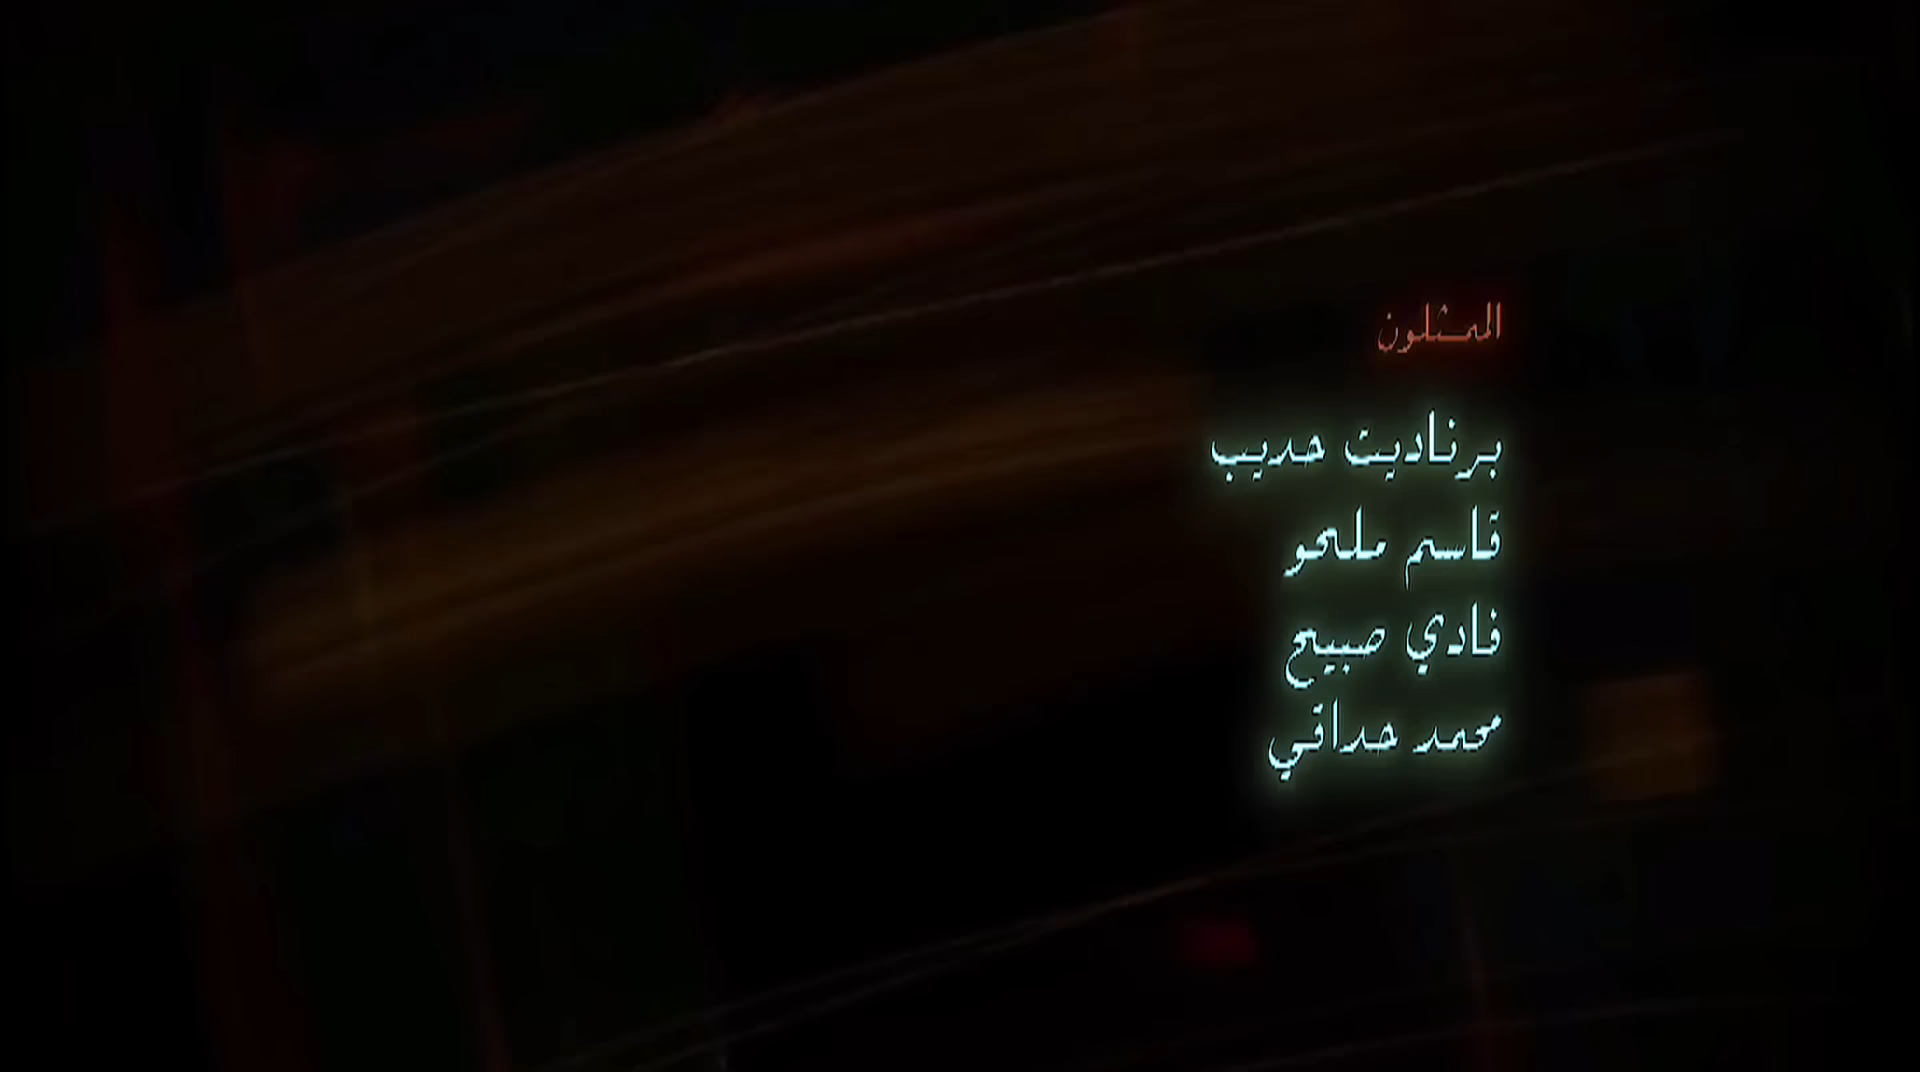 الممثلون
برناديت حديب
قاسم ملحو
فادي صبيح
محمد حداقي